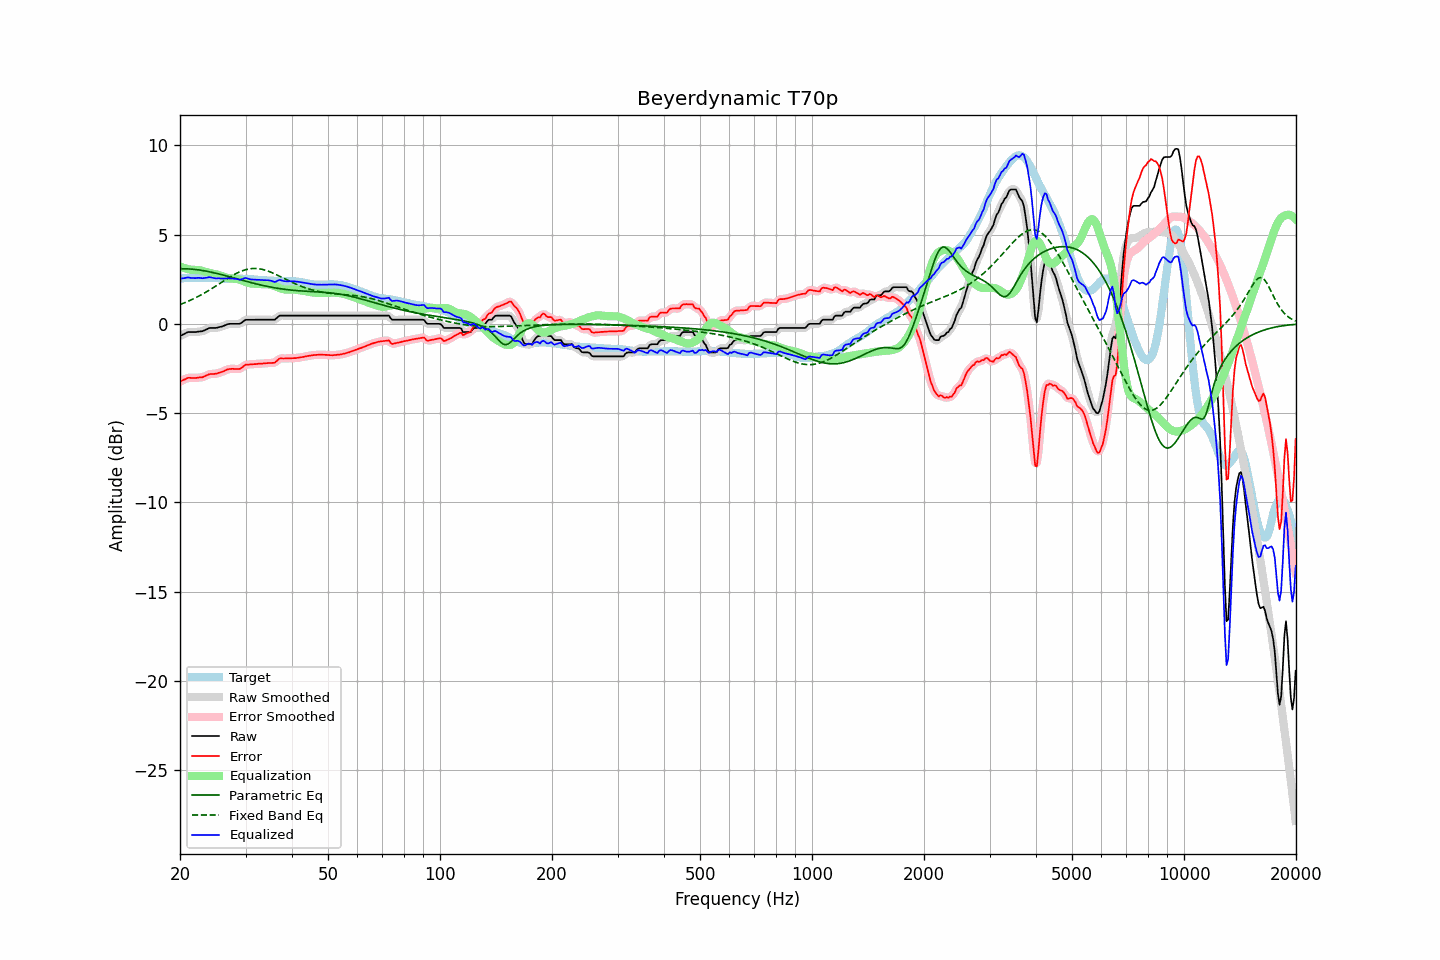 Beyerdynamic T70p
10
5
0
−5
−10
−15
−20
−25
Amplitude (dBr)
Target
Raw Smoothed
Error Smoothed
Raw
Error
Equalization
Parametric Eq
Fixed Band Eq
Equalized
20 50 100 200 500 1000 2000 5000 10000 20000
Frequency (Hz)